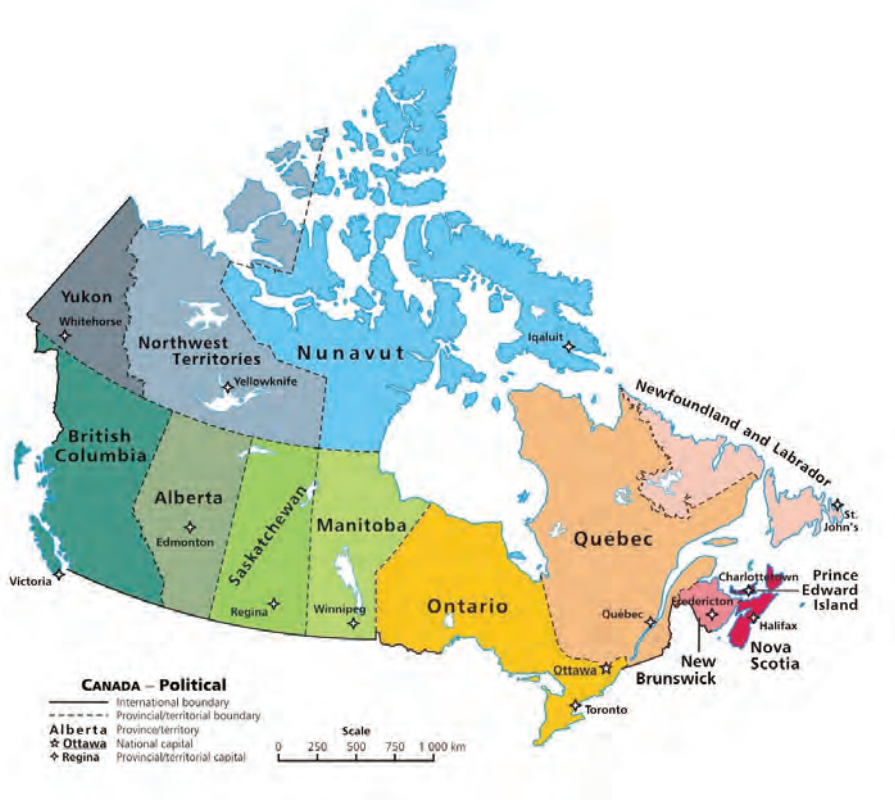 Yukon
Whitehorse
Northwest
Territories
Yellowknife
Nunavut
Iqaluit
British
Columbia
Victoria
Alberta
Edmonton
Saskatchewan
Regina
Manitoba
Winnipeg
Ontario
Ottawa
Toronto
Québec
Québec
Newfoundland and Labrador
St.
John's
Charlottetown
Prince
Edward
Island
Fredericton
Halifax
Nova
Scotia
New
Brunswick
CANADA – Political
International boundary
Provincial/territorial boundary
Alberta Province/territory
Ottawa National capital
Regina Provincial/territorial capital
Scale
0 250 500 750 1 000 km